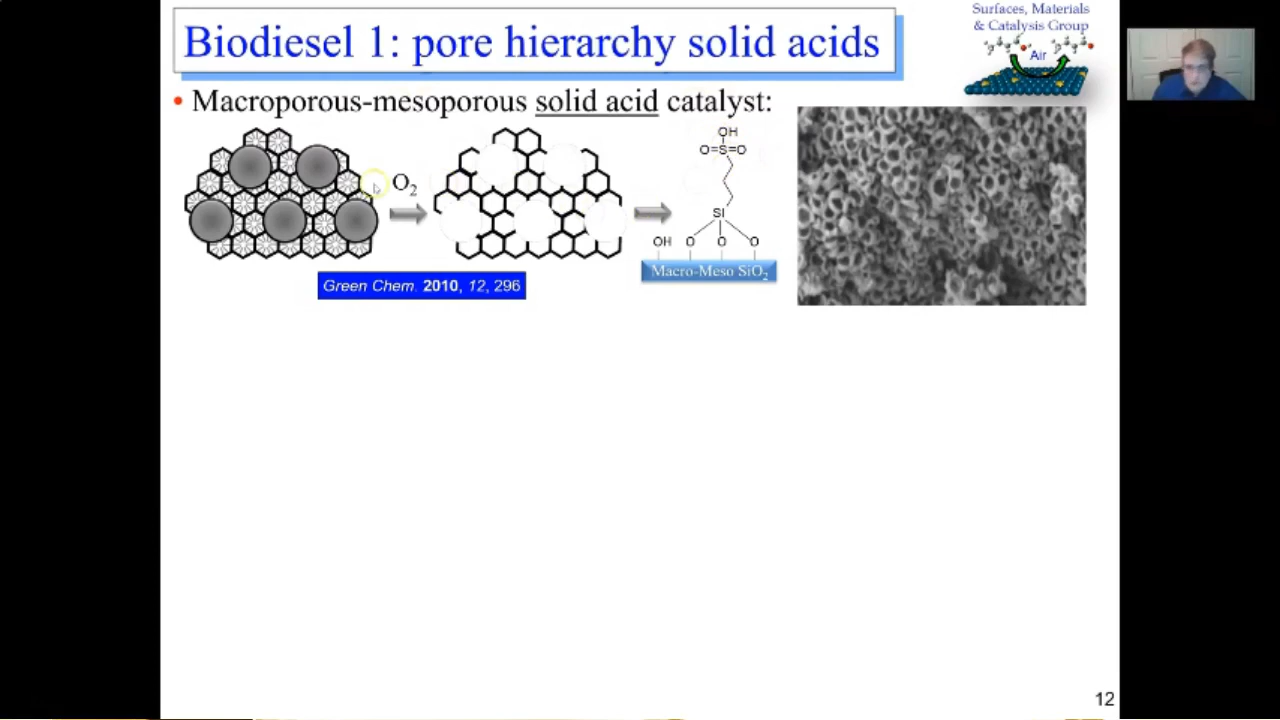 Biodiesel 1: pore hierarchy solid acids
Surfaces, Materials
& Catalysis Group
Air
• Macroporous-mesoporous solid acid catalyst:
O₂
OH
O=S=O
Si
OH O O O
Macro-Meso SiO₂
Green Chem. 2010, 12, 296
12